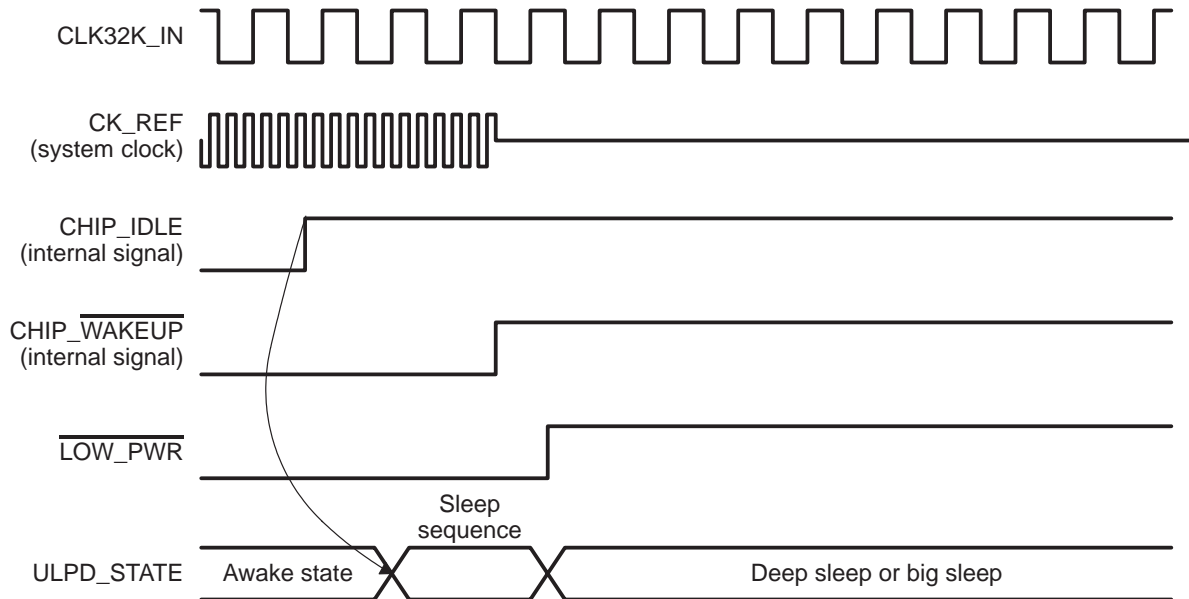 CLK32K_IN
CK_REF
(system clock)
CHIP_IDLE
(internal signal)
CHIP_WAKEUP
(internal signal)
LOW_PWR
Sleep
sequence
ULPD_STATE
Awake state
Deep sleep or big sleep